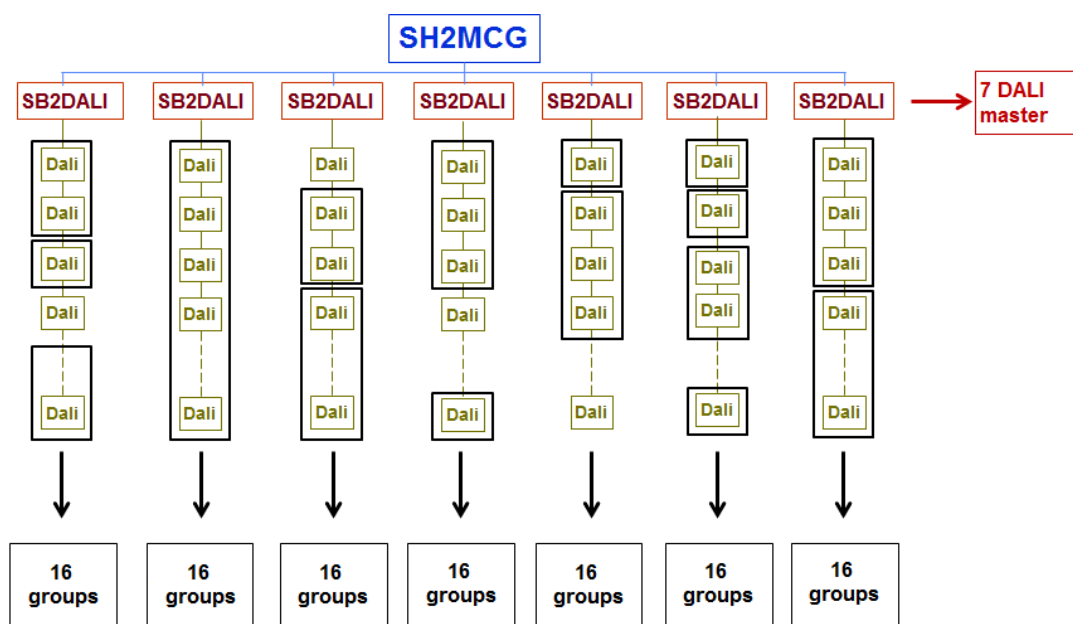 SH2MCG
SB2DALI SB2DALI SB2DALI SB2DALI SB2DALI SB2DALI SB2DALI
7 DALI
master
Dali Dali Dali Dali Dali Dali Dali
Dali Dali Dali Dali Dali Dali Dali
Dali Dali Dali Dali Dali Dali Dali
Dali Dali Dali Dali Dali Dali Dali
Dali Dali Dali Dali Dali Dali Dali
16 16 16 16 16 16 16
groups groups groups groups groups groups groups